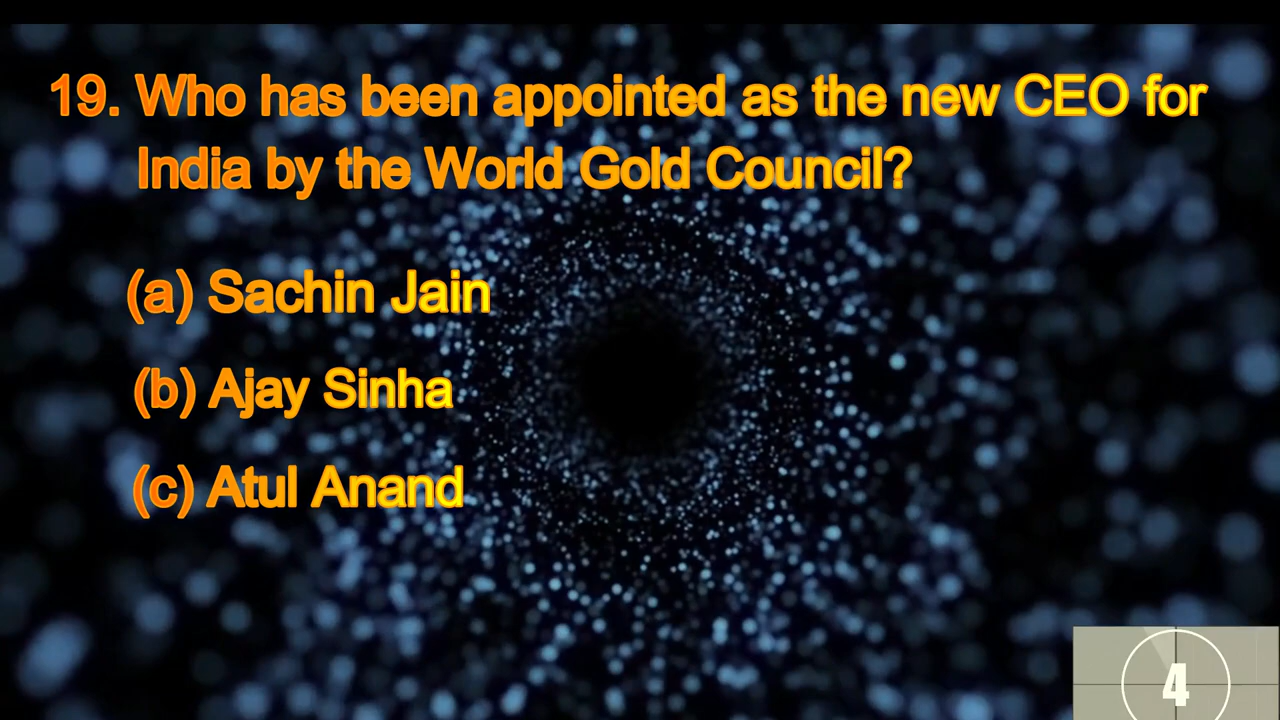 19. Who has been appointed as the new CEO for
India by the World Gold Council?
(a) Sachin Jain
(b) Ajay Sinha
(c) Atul Anand
4